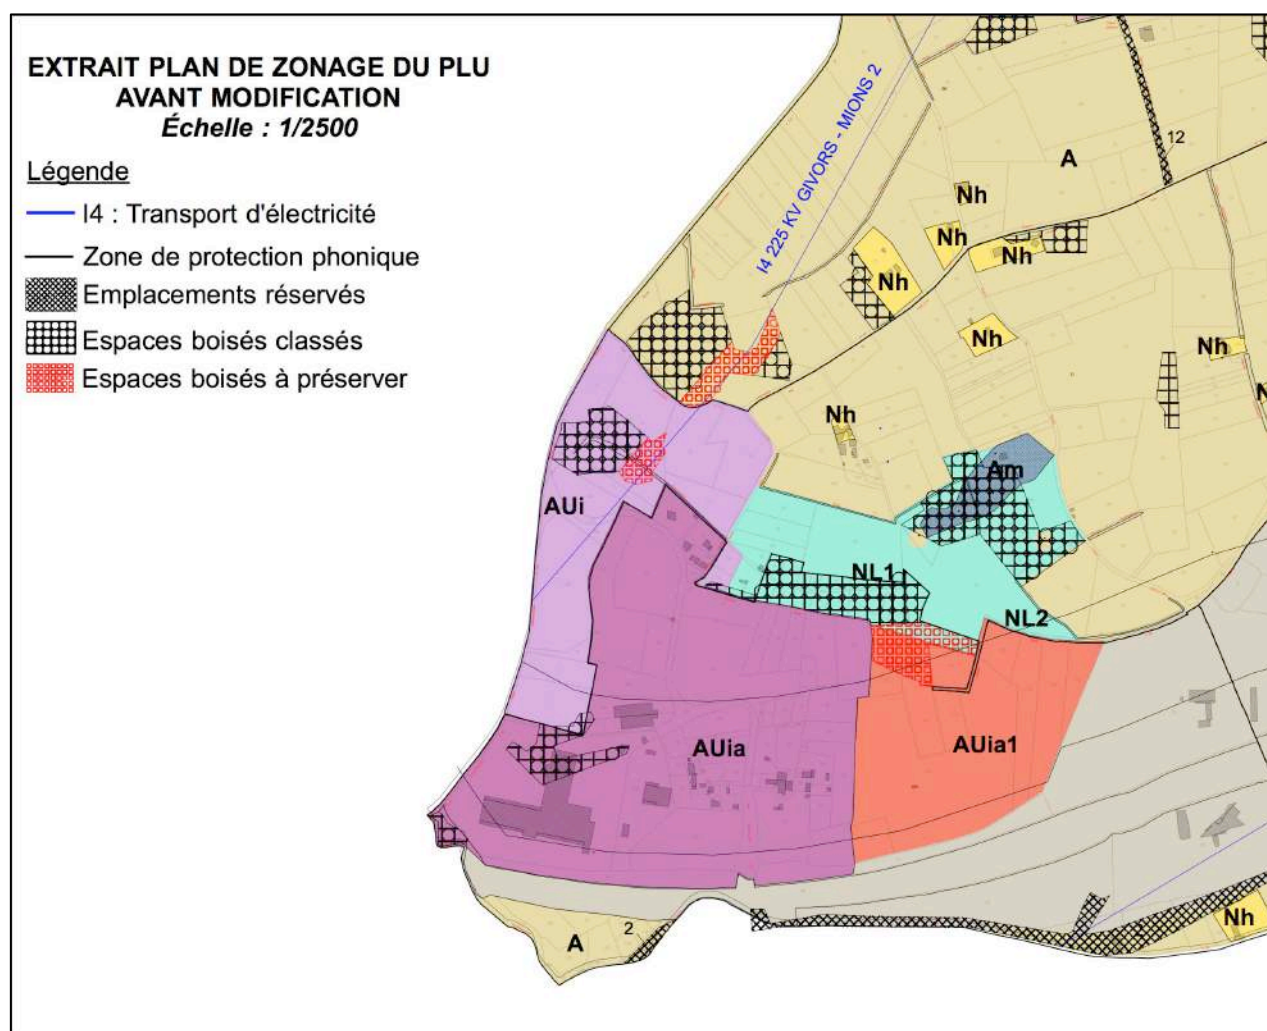 EXTRAIT PLAN DE ZONAGE DU PLU
AVANT MODIFICATION
Échelle : 1/2500
Légende
I4 : Transport d'électricité
Zone de protection phonique
Emplacements réservés
Espaces boisés classés
Espaces boisés à préserver
I4 225 KV GIVORS - MIONS 2
12
A
Nh
Nh
Nh
Nh
Nh
Nh
Nh
Am
AUi
NL1
NL2
AUia
AUia1
Nh
A
2